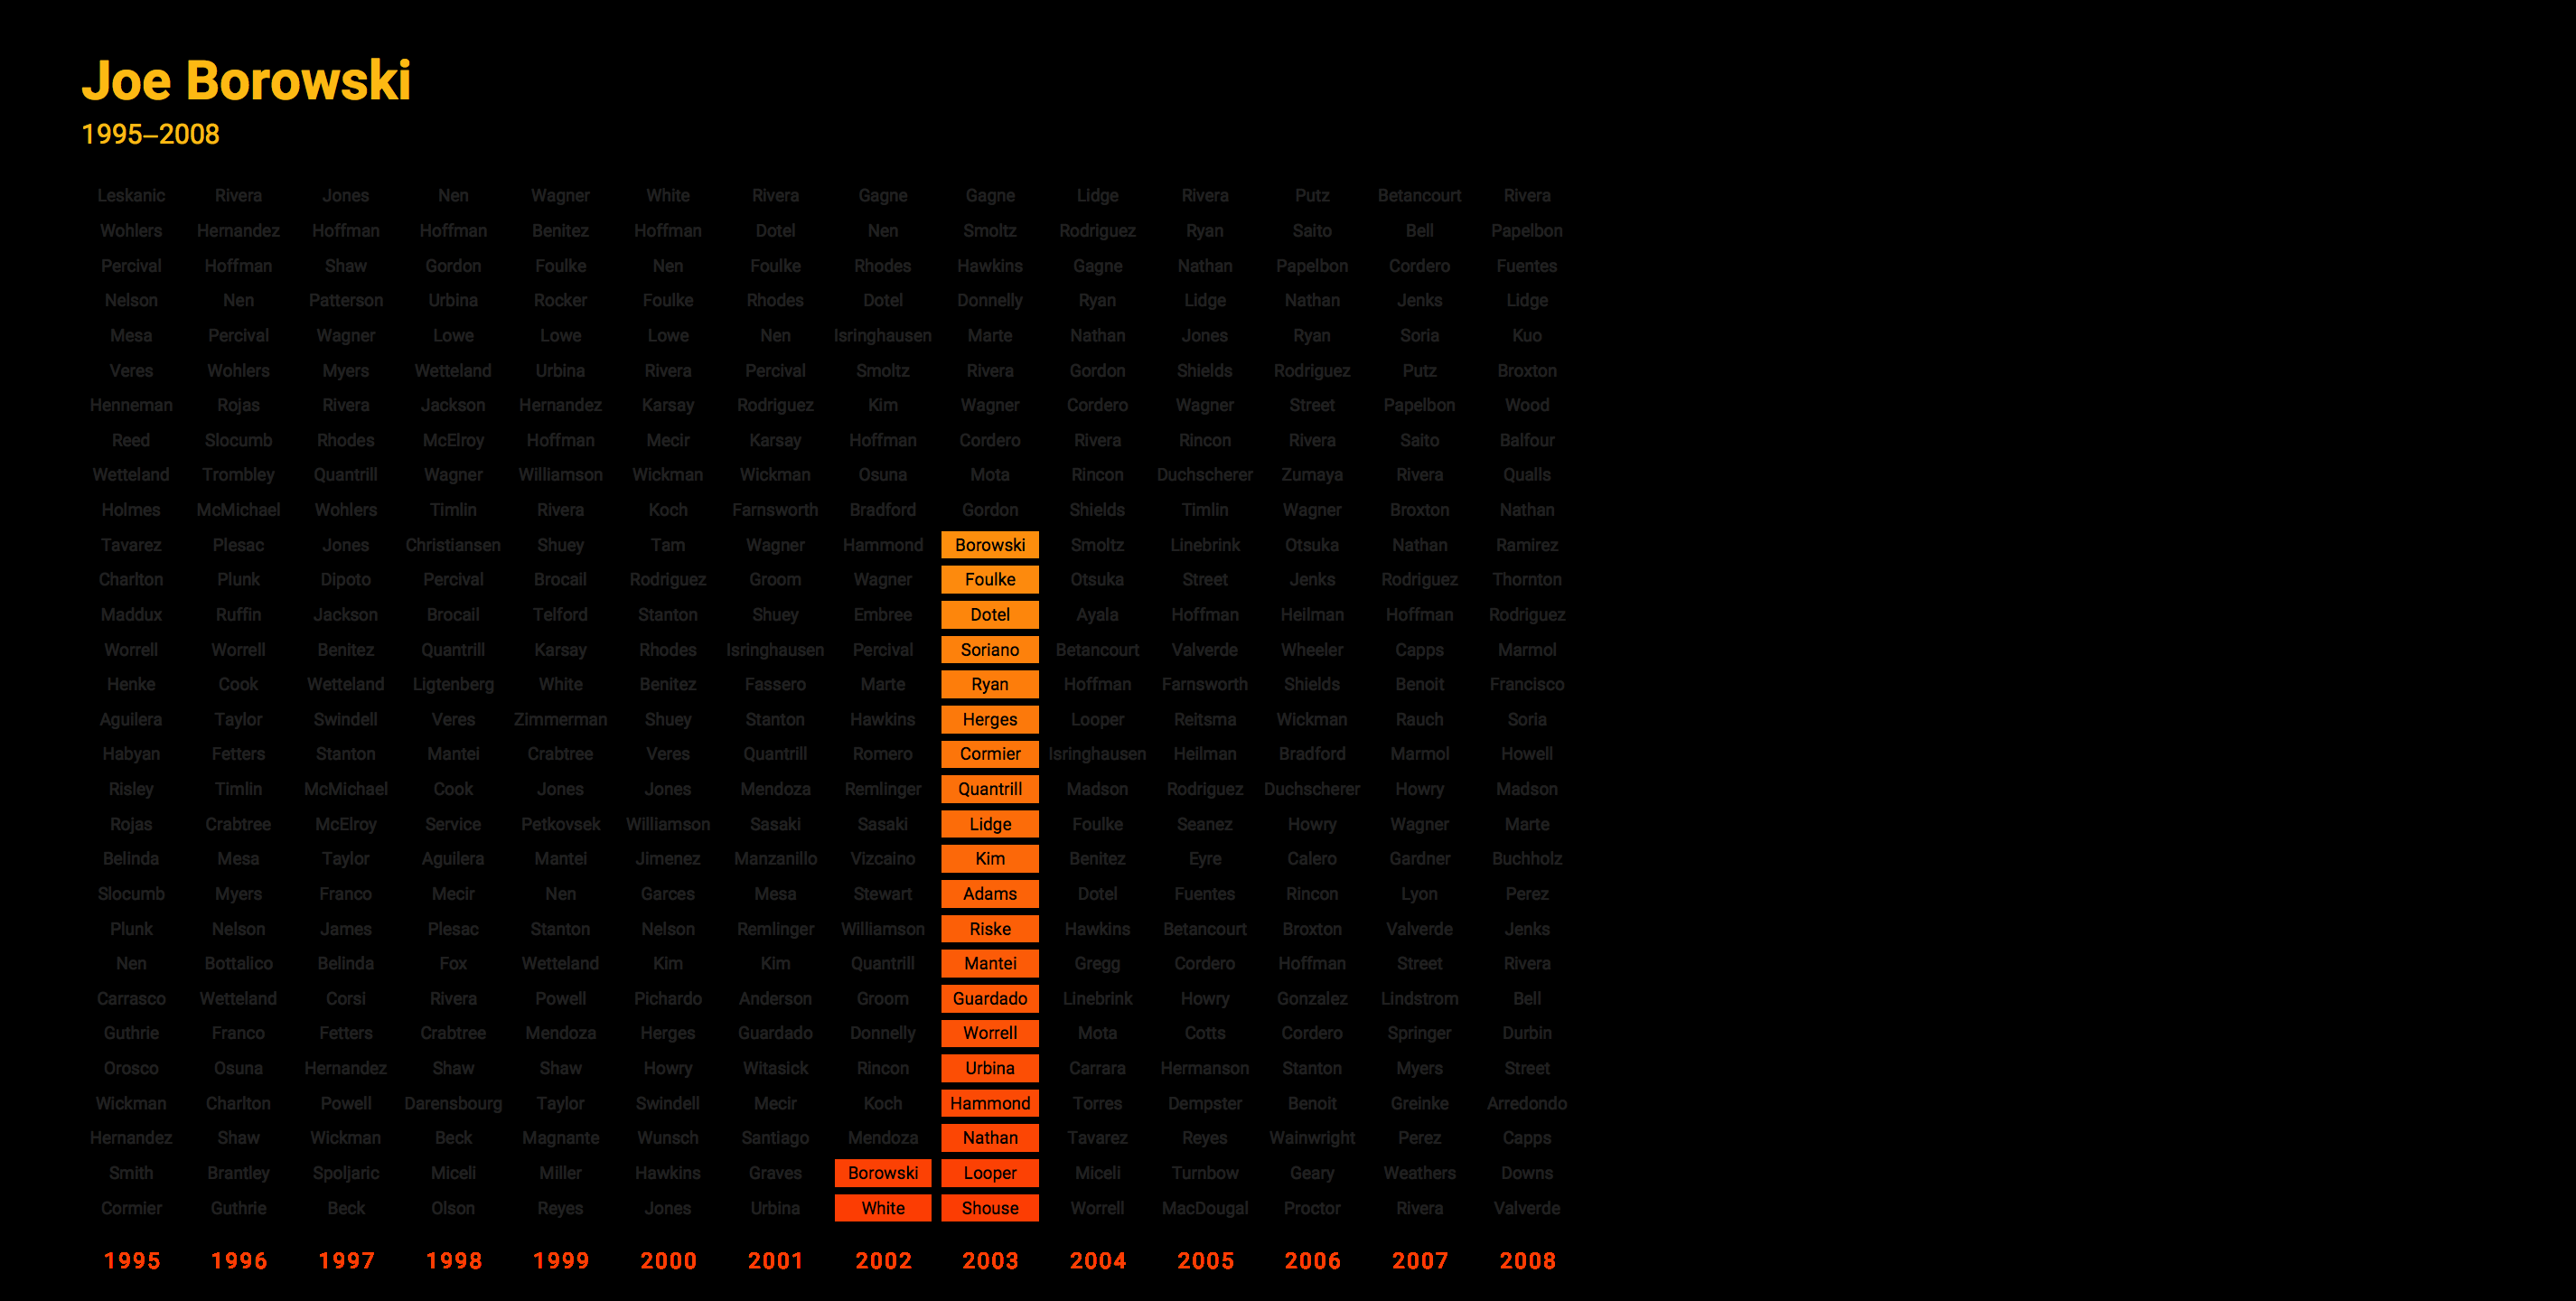 Joe Borowski
1995–2008
Leskanic Rivera Jones Nen Wagner White Rivera Gagne Gagne Lidge Rivera Putz Betancourt Rivera
Wohlers Hernandez Hoffman Hoffman Benitez Hoffman Dotel Nen Smoltz Rodriguez Ryan Saito Bell Papelbon
Percival Hoffman Shaw Gordon Foulke Nen Foulke Rhodes Hawkins Gagne Nathan Papelbon Cordero Fuentes
Nelson Nen Patterson Urbina Rocker Foulke Rhodes Dotel Donnelly Ryan Lidge Nathan Jenks Lidge
Mesa Percival Wagner Lowe Lowe Lowe Nen Isringhausen Marte Nathan Jones Ryan Soria Kuo
Veres Wohlers Myers Wetteland Urbina Rivera Percival Smoltz Rivera Gordon Shields Rodriguez Putz Broxton
Henneman Rojas Rivera Jackson Hernandez Karsay Rodriguez Kim Wagner Cordero Wagner Street Papelbon Wood
Reed Slocumb Rhodes McElroy Hoffman Mecir Karsay Hoffman Cordero Rivera Rincon Rivera Saito Balfour
Wetteland Trombley Quantrill Wagner Williamson Wickman Wickman Osuna Mota Rincon Duchscherer Zumaya Rivera Qualls
Holmes McMichael Wohlers Timlin Rivera Koch Farnsworth Bradford Gordon Shields Timlin Wagner Broxton Nathan
Tavarez Plesac Jones Christiansen Shuey Tam Wagner Hammond Borowski Smoltz Linebrink Otsuka Nathan Ramirez
Charlton Plunk Dipoto Percival Brocail Rodriguez Groom Wagner Foulke Otsuka Street Jenks Rodriguez Thornton
Maddux Ruffin Jackson Brocail Telford Stanton Shuey Embree Dotel Ayala Hoffman Heilman Hoffman Rodriguez
Worrell Worrell Benitez Quantrill Karsay Rhodes Isringhausen Percival Soriano Betancourt Valverde Wheeler Capps Marmol
Henke Cook Wetteland Ligtenberg White Benitez Fassero Marte Ryan Hoffman Farnsworth Shields Benoit Francisco
Aguilera Taylor Swindell Veres Zimmerman Shuey Stanton Hawkins Herges Looper Reitsma Wickman Rauch Soria
Habyan Fetters Stanton Mantei Crabtree Veres Quantrill Romero Cormier Isringhausen Heilman Bradford Marmol Howell
Risley Timlin McMichael Cook Jones Jones Mendoza Remlinger Quantrill Madson Rodriguez Duchscherer Howry Madson
Rojas Crabtree McElroy Service Petkovsek Williamson Sasaki Sasaki Lidge Foulke Seanez Howry Wagner Marte
Belinda Mesa Taylor Aguilera Mantei Jimenez Manzanillo Vizcaino Kim Benitez Eyre Calero Gardner Buchholz
Slocumb Myers Franco Mecir Nen Garces Mesa Stewart Adams Dotel Fuentes Rincon Lyon Perez
Plunk Nelson James Plesac Stanton Nelson Remlinger Williamson Riske Hawkins Betancourt Broxton Valverde Jenks
Nen Bottalico Belinda Fox Wetteland Kim Kim Quantrill Mantei Gregg Cordero Hoffman Street Rivera
Carrasco Wetteland Corsi Rivera Powell Pichardo Anderson Groom Guardado Linebrink Howry Gonzalez Lindstrom Bell
Guthrie Franco Fetters Crabtree Mendoza Herges Guardado Donnelly Worrell Mota Cotts Cordero Springer Durbin
Orosco Osuna Hernandez Shaw Shaw Howry Witasick Rincon Urbina Carrara Hermanson Stanton Myers Street
Wickman Charlton Powell Darensbourg Taylor Swindell Mecir Koch Hammond Torres Dempster Benoit Greinke Arredondo
Hernandez Shaw Wickman Beck Magnante Wunsch Santiago Mendoza Nathan Tavarez Reyes Wainwright Perez Capps
Smith Brantley Spoljaric Miceli Miller Hawkins Graves Borowski Looper Miceli Turnbow Geary Weathers Downs
Cormier Guthrie Beck Olson Reyes Jones Urbina White Shouse Worrell MacDougal Proctor Rivera Valverde
1995 1996 1997 1998 1999 2000 2001 2002 2003 2004 2005 2006 2007 2008